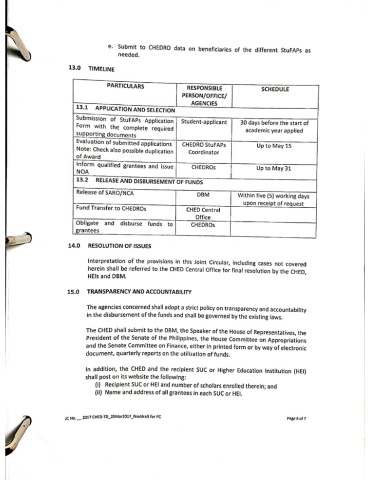 e. Submit to CHEDRO data on beneficiaries of the different StuFAPs as
needed.
13.0 TIMELINE
PARTICULARS
RESPONSIBLE
PERSON/OFFICE/
AGENCIES
SCHEDULE
13.1 APPLICATION AND SELECTION
Submission of StuFAPs Application
Form with the complete required
supporting documents
Student-applicant
30 days before the start of
academic year applied
Evaluation of submitted applications
Note: Check also possible duplication
of Award
CHEDRO StuFAPs
Coordinator
Up to May 15
Inform qualified grantees and issue
NOA
CHEDROs
Up to May 31
13.2 RELEASE AND DISBURSEMENT OF FUNDS
Release of SARO/NCA
DBM
Within five (5) working days
upon receipt of request
Fund Transfer to CHEDROs
CHED Central
Office
Obligate and disburse funds to
grantees
CHEDROs
14.0 RESOLUTION OF ISSUES
Interpretation of the provisions in this Joint Circular, including cases not covered
herein shall be referred to the CHED Central Office for final resolution by the CHED,
HEIs and DBM.
15.0 TRANSPARENCY AND ACCOUNTABILITY
The agencies concerned shall adopt a strict policy on transparency and accountability
in the disbursement of the funds and shall be governed by the existing laws.
The CHED shall submit to the DBM, the Speaker of the House of Representatives, the
President of the Senate of the Philippines, the House Committee on Appropriations
and the Senate Committee on Finance, either in printed form or by way of electronic
document, quarterly reports on the utilization of funds.
In addition, the CHED and the recipient SUC or Higher Education Institution (HEI)
shall post on its website the following:
(i) Recipient SUC or HEI and number of scholars enrolled therein; and
(ii) Name and address of all grantees in each SUC or HEI.
JC No. __ 2017 for PC
Page 6 of 7